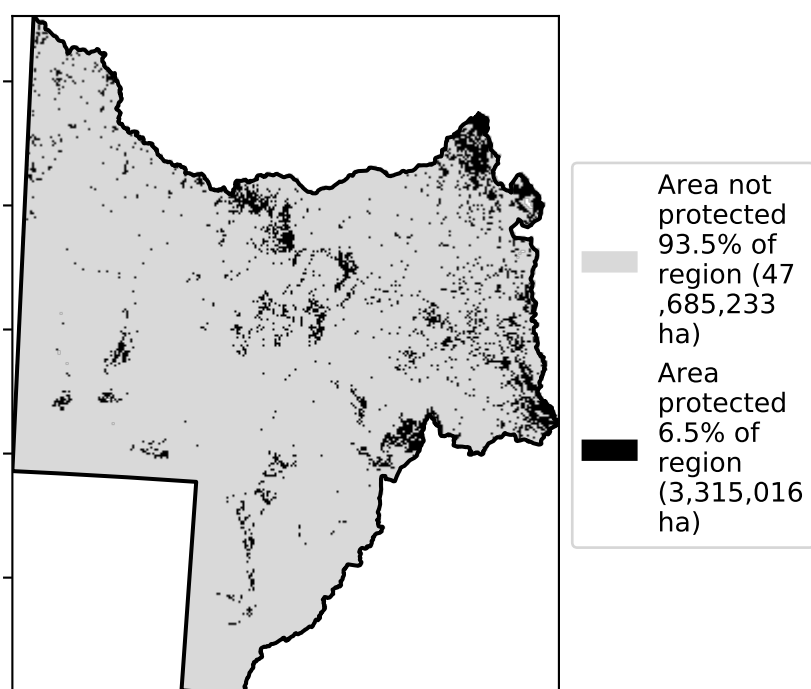 Area not
protected
93.5% of
region (47
,685,233
ha)
Area
protected
6.5% of
region
(3,315,016
ha)